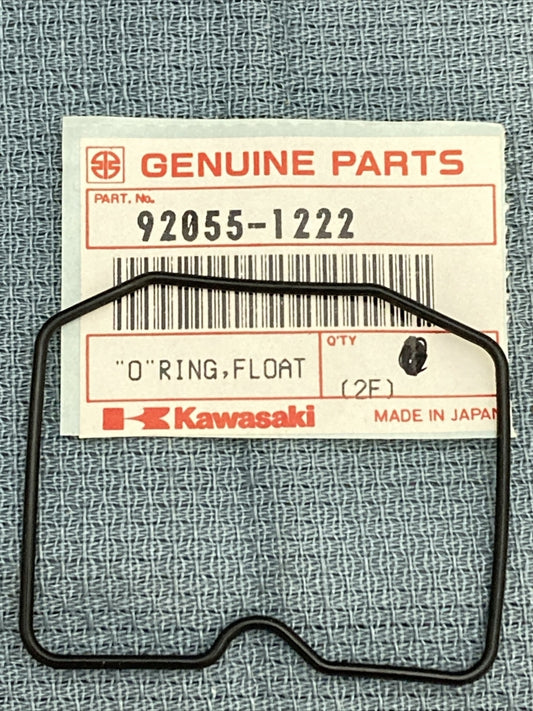 GENUINE PARTS
PART. No.
92055-1222
"O"RING,FLOAT
Q'TY
(2F)
Kawasaki
MADE IN JAPAN